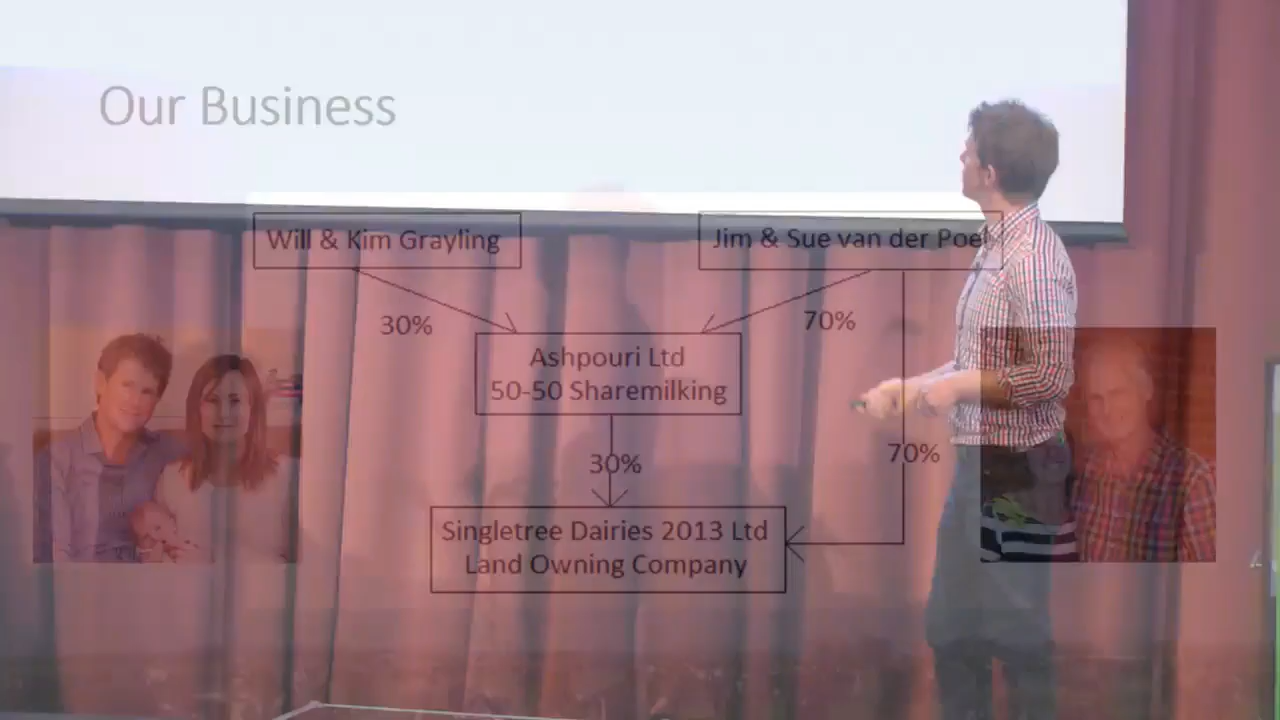 Our Business
Will & Kim Grayling
Jim & Sue van der Poel
30%
70%
Ashpouri Ltd
50-50 Sharemilking
30%
70%
Singletree Dairies 2013 Ltd
Land Owning Company